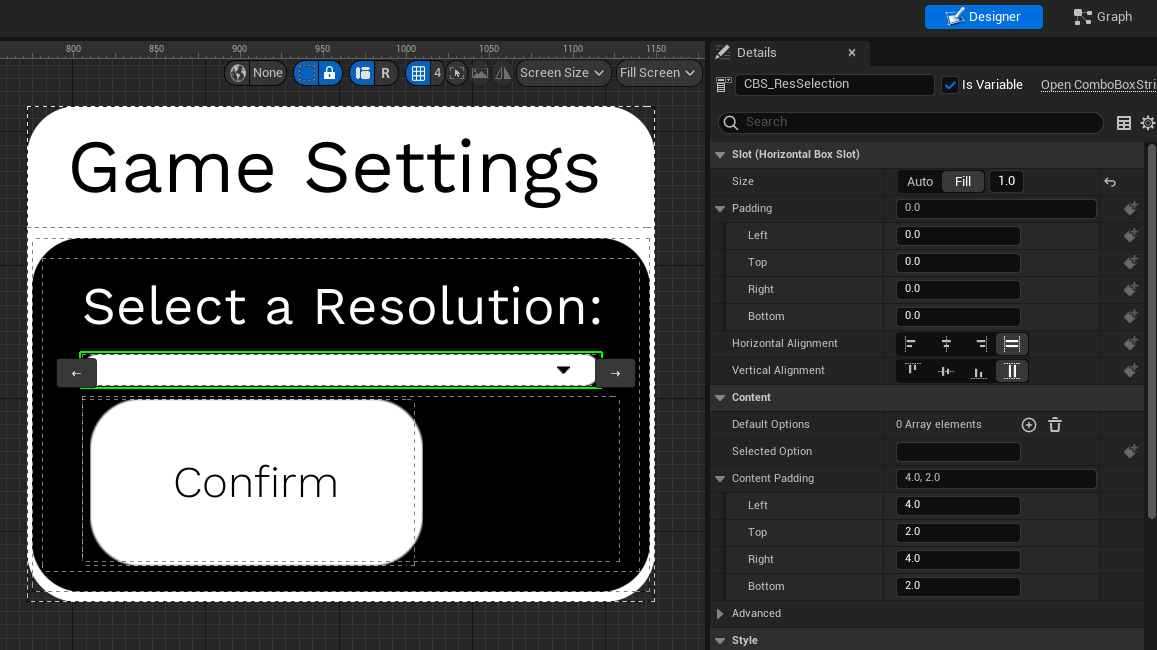 Designer
Graph
800 850 900 950 1000 1050 1100 1150
None R 4 Screen Size Fill Screen
Details
CBS_ResSelection Is Variable Open ComboBoxStri
Search
Game Settings
Select a Resolution:
← →
Confirm
Slot (Horizontal Box Slot)
Size Auto Fill 1.0
Padding 0.0
Left 0.0
Top 0.0
Right 0.0
Bottom 0.0
Horizontal Alignment
Vertical Alignment
Content
Default Options 0 Array elements
Selected Option
Content Padding 4.0, 2.0
Left 4.0
Top 2.0
Right 4.0
Bottom 2.0
Advanced
Style